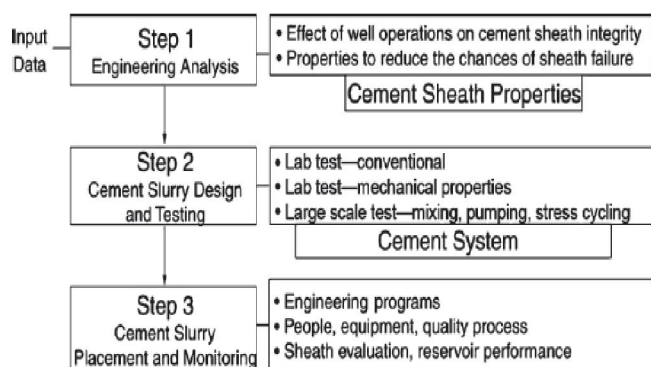 Input
Data
Step 1
Engineering Analysis
• Effect of well operations on cement sheath integrity
• Properties to reduce the chances of sheath failure
Cement Sheath Properties
Step 2
Cement Slurry Design
and Testing
• Lab test—conventional
• Lab test—mechanical properties
• Large scale test—mixing, pumping, stress cycling
Cement System
Step 3
Cement Slurry
Placement and Monitoring
• Engineering programs
• People, equipment, quality process
• Sheath evaluation, reservoir performance